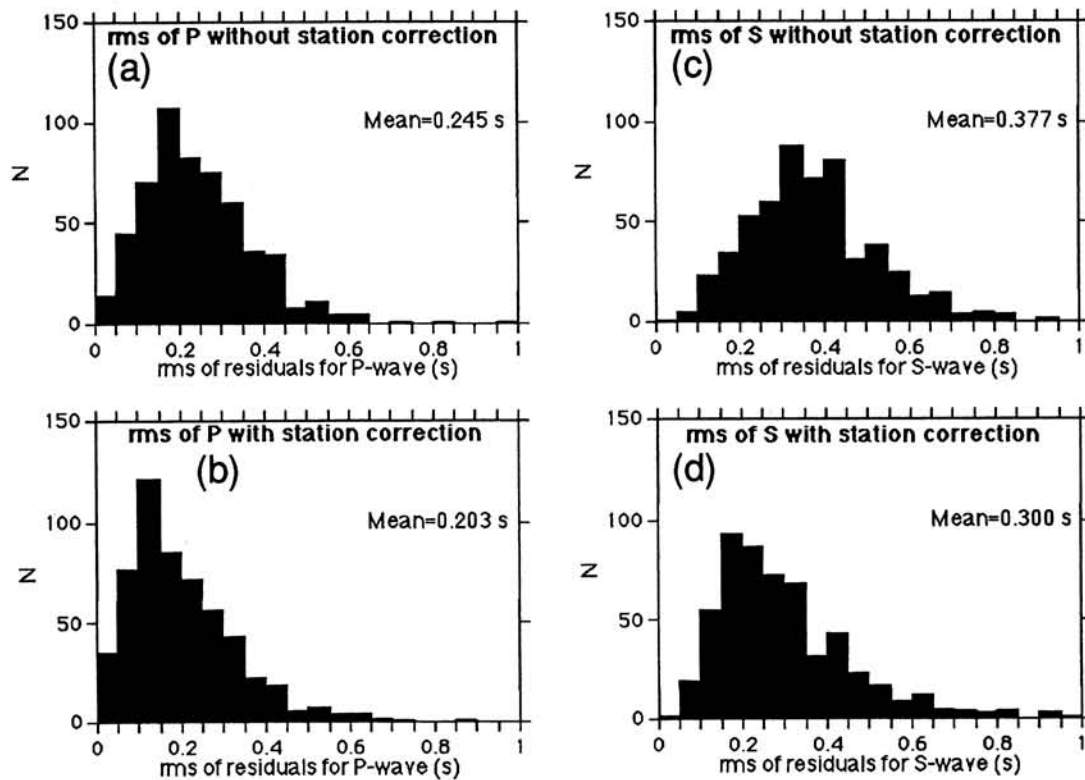 150
rms of P without station correction
(a)
Mean=0.245 s
100
N
50
0
0 0.2 0.4 0.6 0.8 1
rms of residuals for P-wave (s)
150
rms of S without station correction
(c)
Mean=0.377 s
100
N
50
0
0 0.2 0.4 0.6 0.8 1
rms of residuals for S-wave (s)
150
rms of P with station correction
(b)
Mean=0.203 s
100
N
50
0
0 0.2 0.4 0.6 0.8 1
rms of residuals for P-wave (s)
150
rms of S with station correction
(d)
Mean=0.300 s
100
N
50
0
0 0.2 0.4 0.6 0.8 1
rms of residuals for S-wave (s)